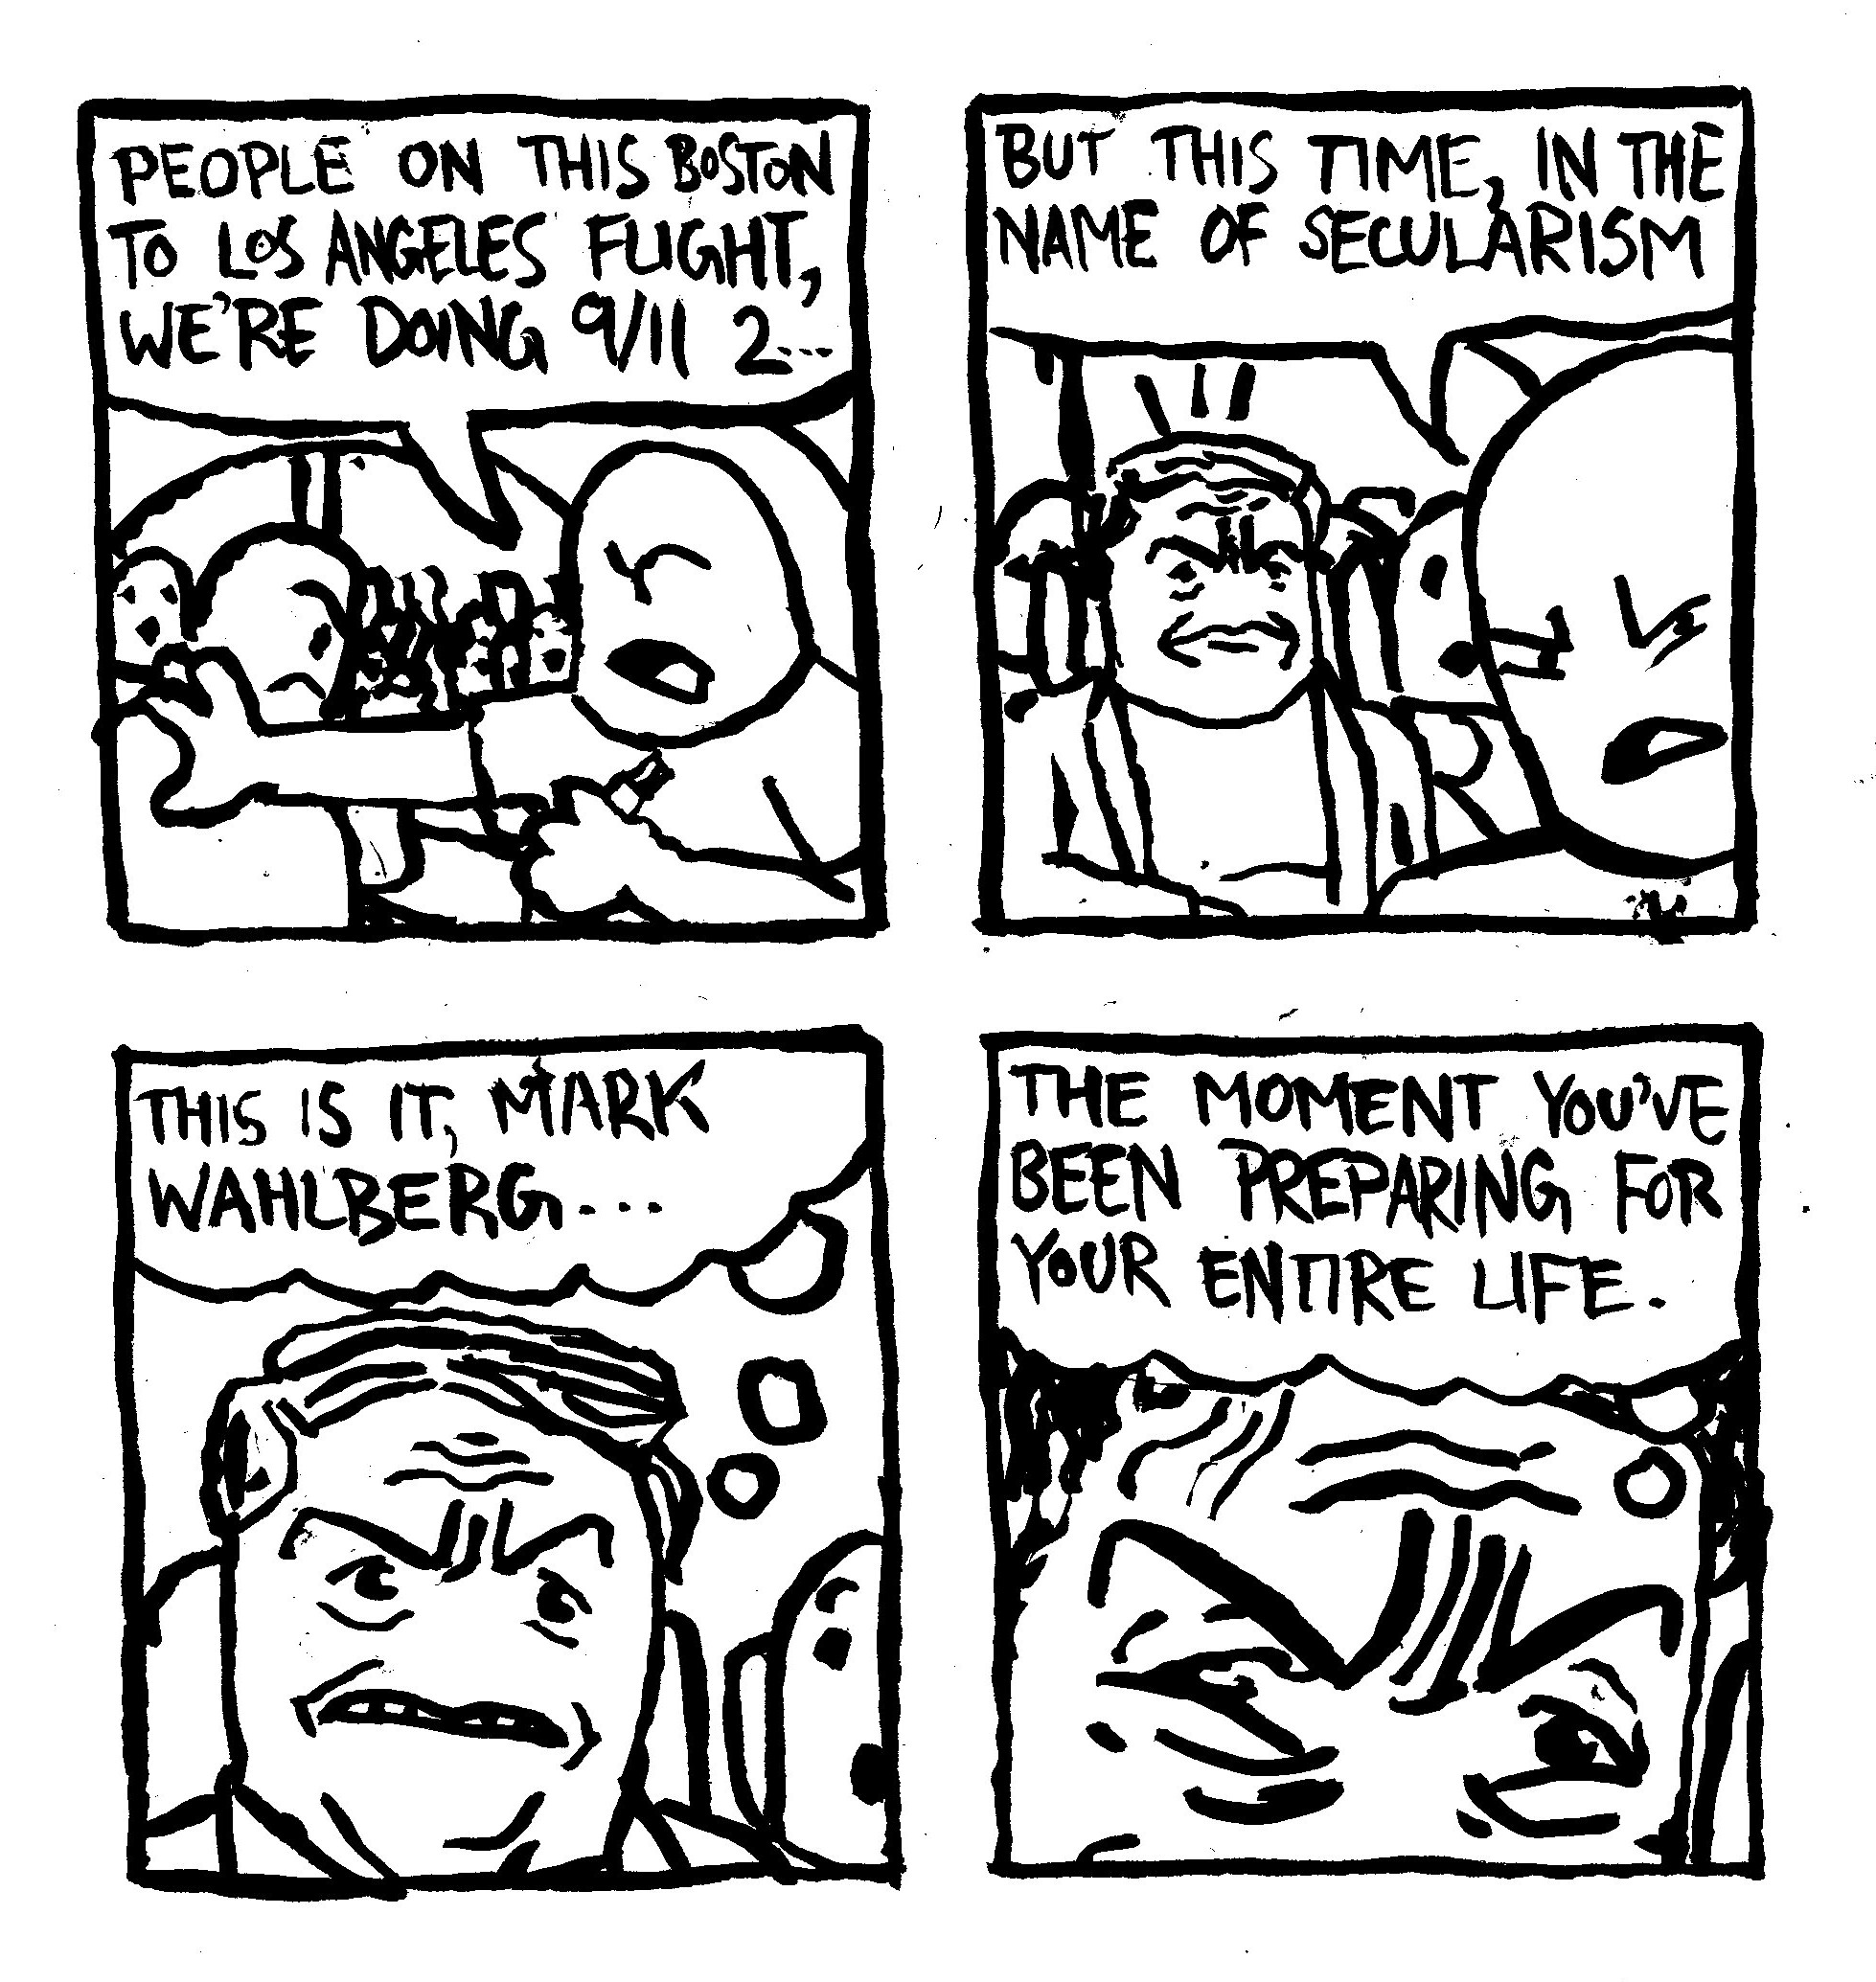 PEOPLE ON THIS BOSTON
TO LOS ANGELES FLIGHT,
WE'RE DOING 9/11 2...
BUT THIS TIME, IN THE
NAME OF SECULARISM
THIS IS IT, MARK
WAHLBERG...
THE MOMENT YOU'VE
BEEN PREPARING FOR
YOUR ENTIRE LIFE.